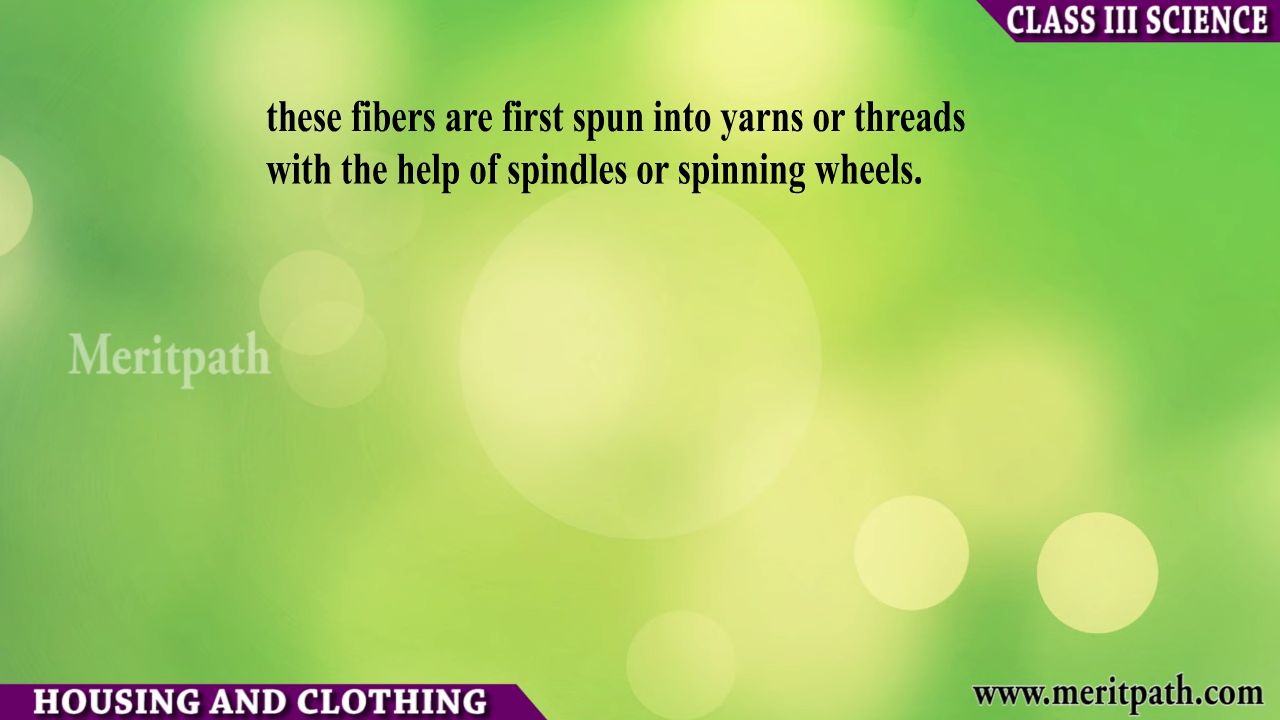 CLASS III SCIENCE
these fibers are first spun into yarns or threads
with the help of spindles or spinning wheels.
Meritpath
HOUSING AND CLOTHING
www.meritpath.com